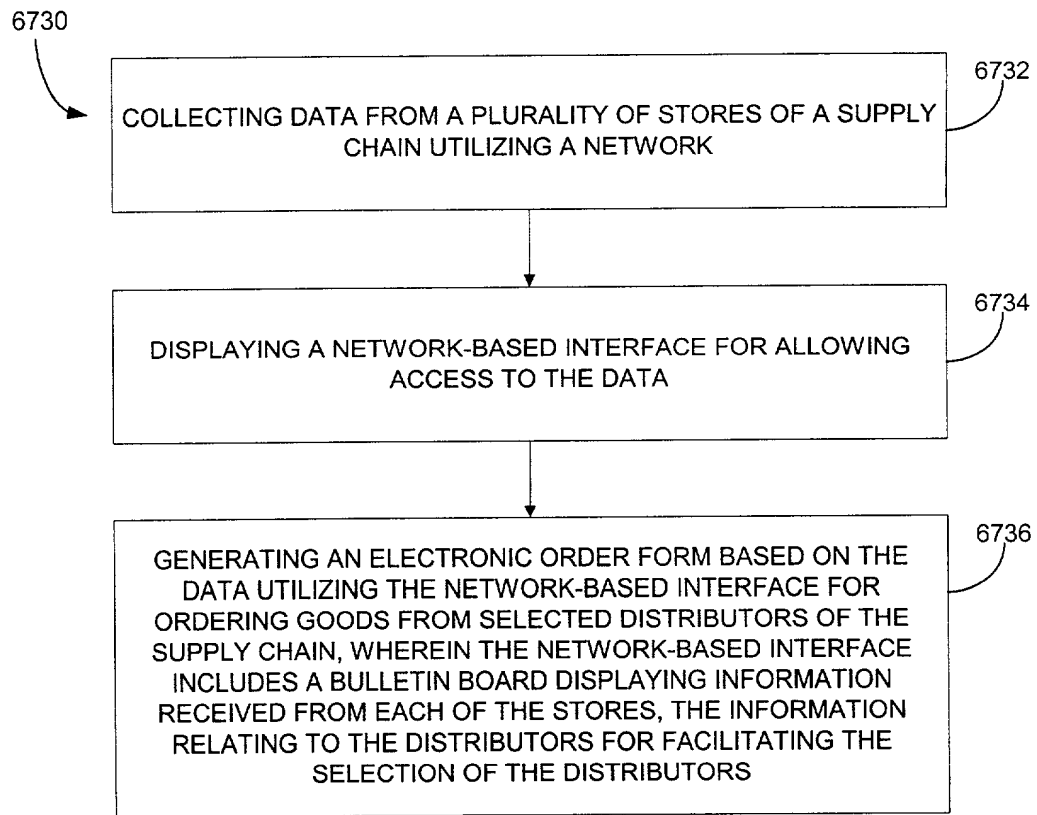 6730
6732
COLLECTING DATA FROM A PLURALITY OF STORES OF A SUPPLY
CHAIN UTILIZING A NETWORK
6734
DISPLAYING A NETWORK-BASED INTERFACE FOR ALLOWING
ACCESS TO THE DATA
6736
GENERATING AN ELECTRONIC ORDER FORM BASED ON THE
DATA UTILIZING THE NETWORK-BASED INTERFACE FOR
ORDERING GOODS FROM SELECTED DISTRIBUTORS OF THE
SUPPLY CHAIN, WHEREIN THE NETWORK-BASED INTERFACE
INCLUDES A BULLETIN BOARD DISPLAYING INFORMATION
RECEIVED FROM EACH OF THE STORES, THE INFORMATION
RELATING TO THE DISTRIBUTORS FOR FACILITATING THE
SELECTION OF THE DISTRIBUTORS